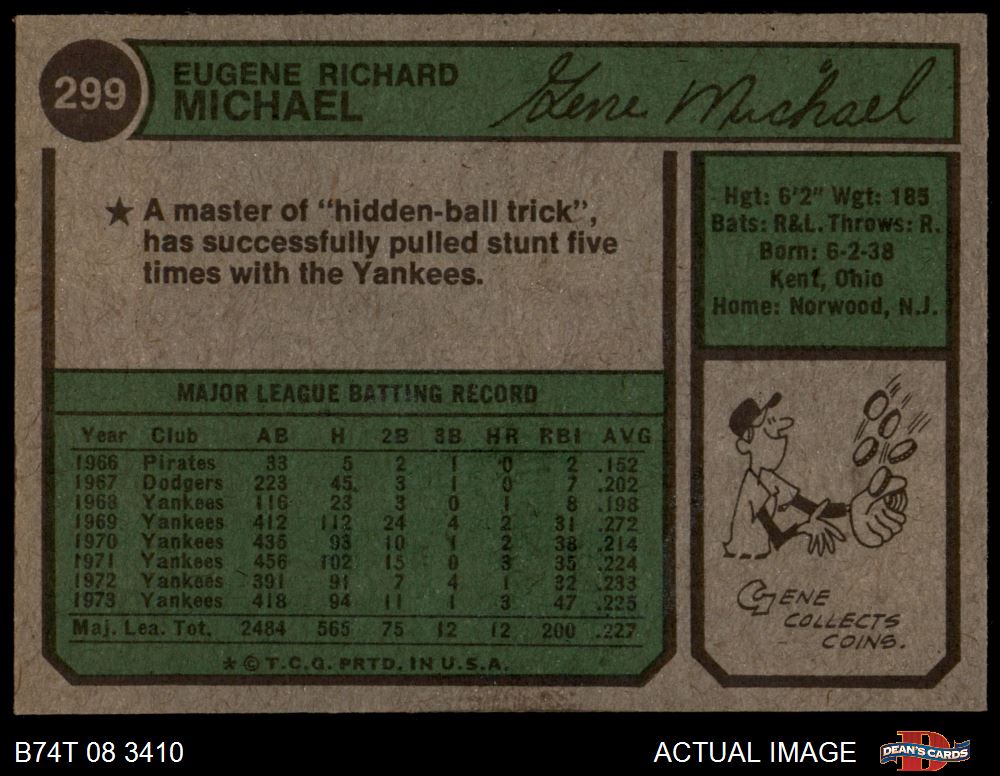 299
EUGENE RICHARD
MICHAEL
Gene Michael
★ A master of "hidden-ball trick",
has successfully pulled stunt five
times with the Yankees.
Hgt: 6'2" Wgt: 185
Bats: R&L. Throws: R.
Born: 6-2-38
Kent, Ohio
Home: Norwood, N.J.
MAJOR LEAGUE BATTING RECORD
Year Club AB H 2B 3B HR RBI AVG
1966 Pirates 33 5 2 1 0 2 .152
1967 Dodgers 223 45 3 1 0 7 .202
1968 Yankees 116 23 3 0 1 8 .198
1969 Yankees 412 112 24 4 2 31 .272
1970 Yankees 435 93 10 1 2 38 .214
1971 Yankees 456 102 15 0 3 35 .224
1972 Yankees 391 91 7 4 1 32 .233
1973 Yankees 418 94 11 1 3 47 .225
Maj. Lea. Tot. 2484 565 75 12 12 200 .227
* © T.C.G. PRTD. IN U.S.A.
GENE
COLLECTS
COINS.
B74T 08 3410
ACTUAL IMAGE
D
DEAN'S CARDS